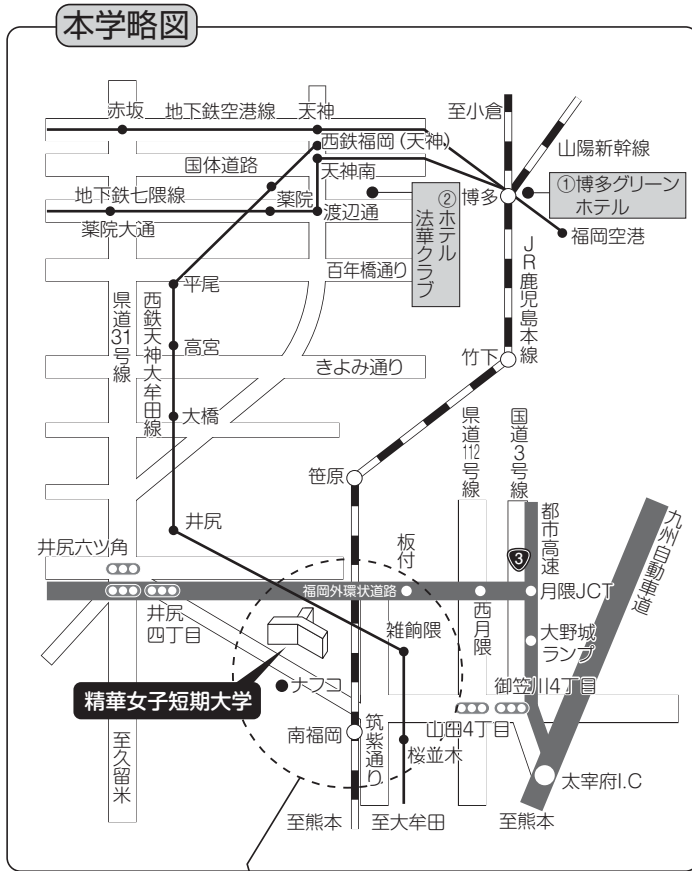 本学略図
赤坂
地下鉄空港線
天神
至小倉
山陽新幹線
西鉄福岡(天神)
国体道路
天神南
地下鉄七隈線
薬院
渡辺通
薬院大通
②ホテル
法華クラブ
博多
①博多グリーン
ホテル
福岡空港
百年橋通り
平尾
県道31号線
西鉄天神大牟田線
JR鹿児島本線
高宮
きよみ通り
竹下
大橋
笹原
県道112号線
国道3号線
都市高速
九州自動車道
井尻
井尻六ツ角
板付
3
福岡外環状道路
月隈JCT
井尻
四丁目
西月隈
雑餉隈
大野城
ランプ
精華女子短期大学
ナフコ
御笠川4丁目
山田4丁目
南福岡
筑紫通り
桜並木
至久留米
太宰府I.C
至熊本
至大牟田
至熊本